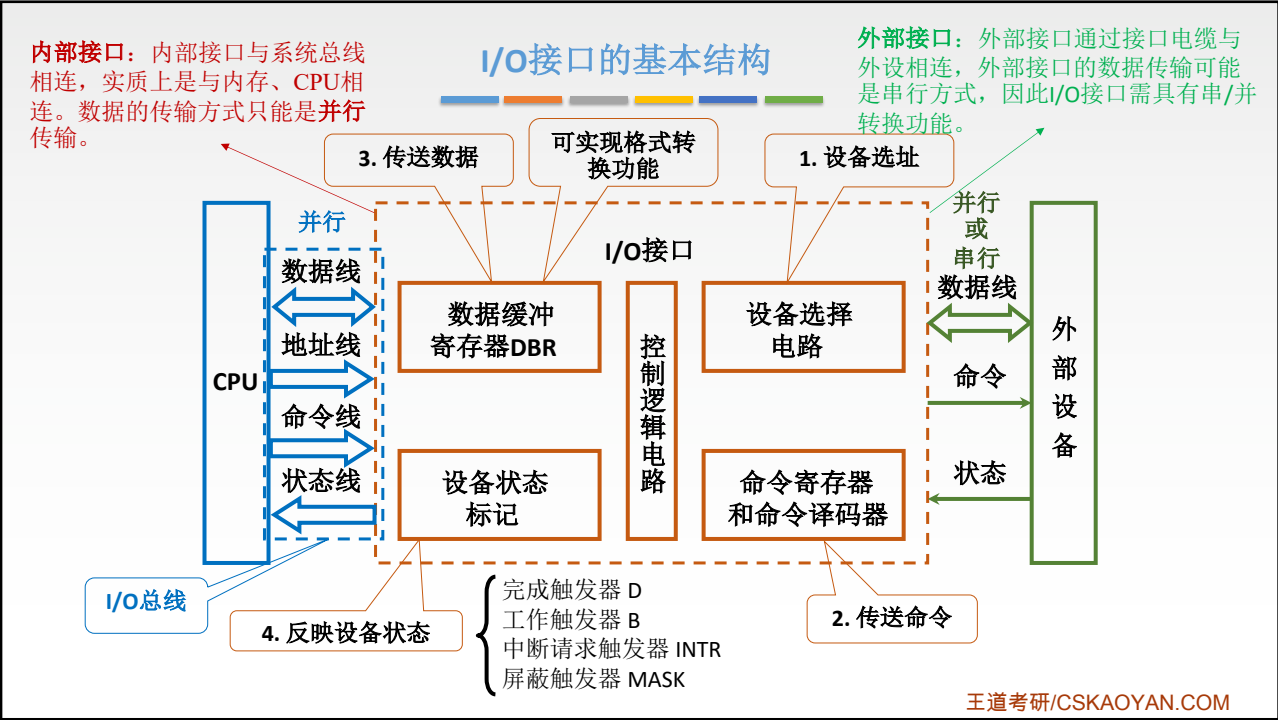 I/O接口的基本结构
内部接口：内部接口与系统总线
相连，实质上是与内存、CPU相
连。数据的传输方式只能是并行
传输。
外部接口：外部接口通过接口电缆与
外设相连，外部接口的数据传输可能
是串行方式，因此I/O接口需具有串/并
转换功能。
3. 传送数据
可实现格式转
换功能
1. 设备选址
并行
数据线
地址线
命令线
状态线
CPU
I/O接口
数据缓冲
寄存器DBR
控
制
逻
辑
电
路
设备选择
电路
设备状态
标记
命令寄存器
和命令译码器
并行
或
串行
数据线
命令
状态
外
部
设
备
I/O总线
4. 反映设备状态
完成触发器 D
工作触发器 B
中断请求触发器 INTR
屏蔽触发器 MASK
2. 传送命令
王道考研/CSKAOYAN.COM